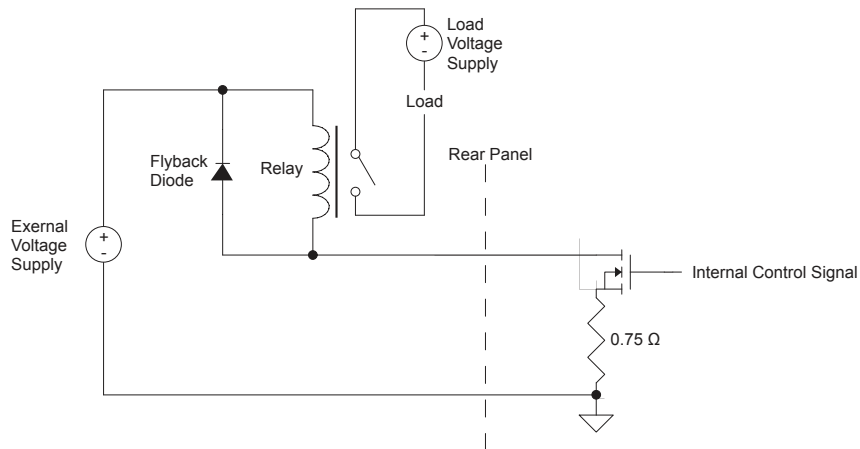 Load
Voltage
Supply
Load
Rear Panel
Flyback
Diode
Relay
Exernal
Voltage
Supply
+
-
+
-
Internal Control Signal
0.75 Ω